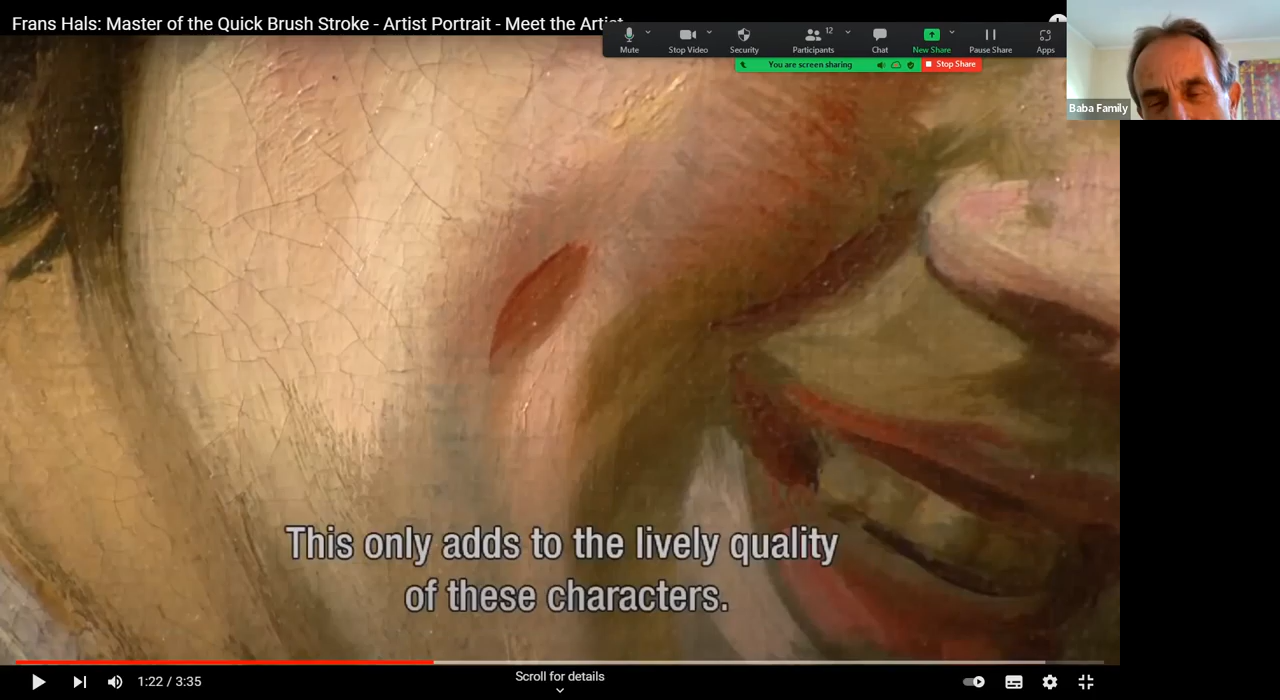 Frans Hals: Master of the Quick Brush Stroke - Artist Portrait - Meet the Artist
Mute
Stop Video
Security
12
Participants
Chat
New Share
Pause Share
Apps
You are screen sharing
Stop Share
Baba Family
This only adds to the lively quality
of these characters.
1:22 / 3:35
Scroll for details